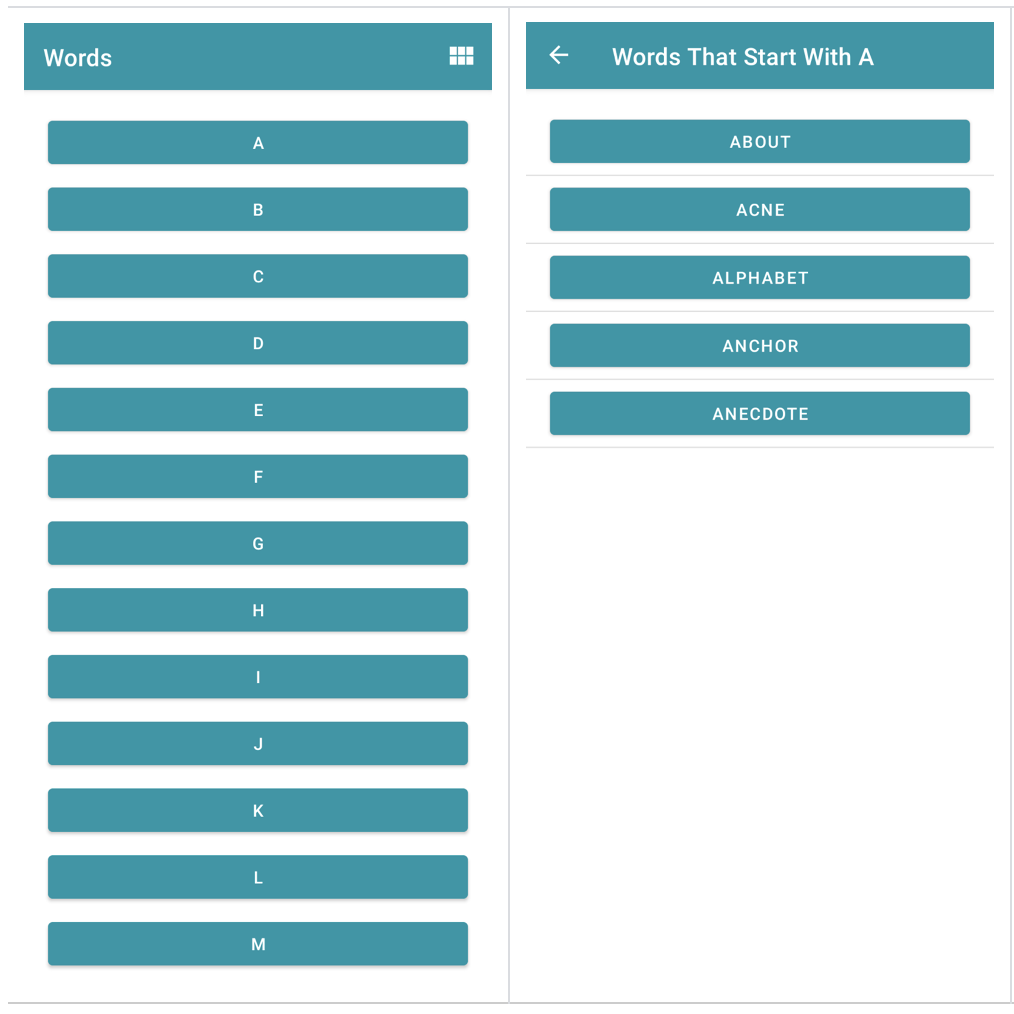 Words
A
B
C
D
E
F
G
H
I
J
K
L
M
Words That Start With A
ABOUT
ACNE
ALPHABET
ANCHOR
ANECDOTE